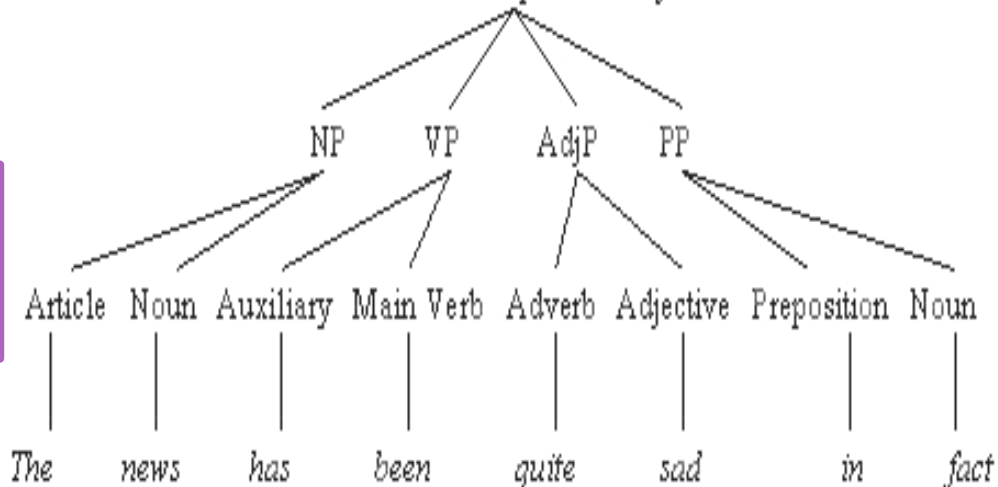 NP VP AdjP PP
Article Noun Auxiliary Main Verb Adverb Adjective Preposition Noun
The news has been quite sad in fact